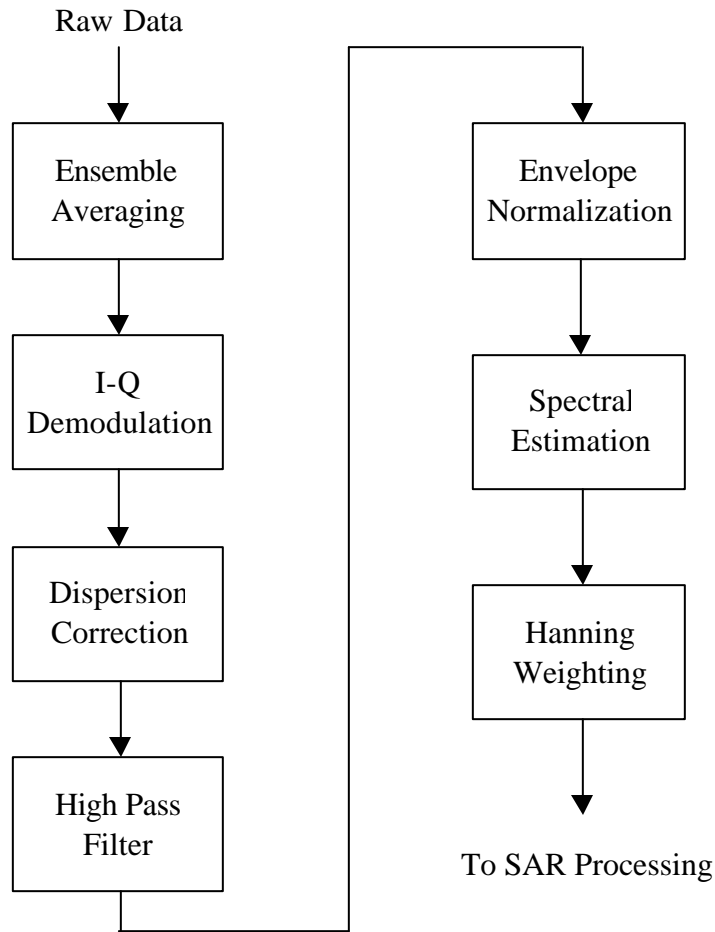 Raw Data
Ensemble
Averaging
I-Q
Demodulation
Dispersion
Correction
High Pass
Filter
Envelope
Normalization
Spectral
Estimation
Hanning
Weighting
To SAR Processing